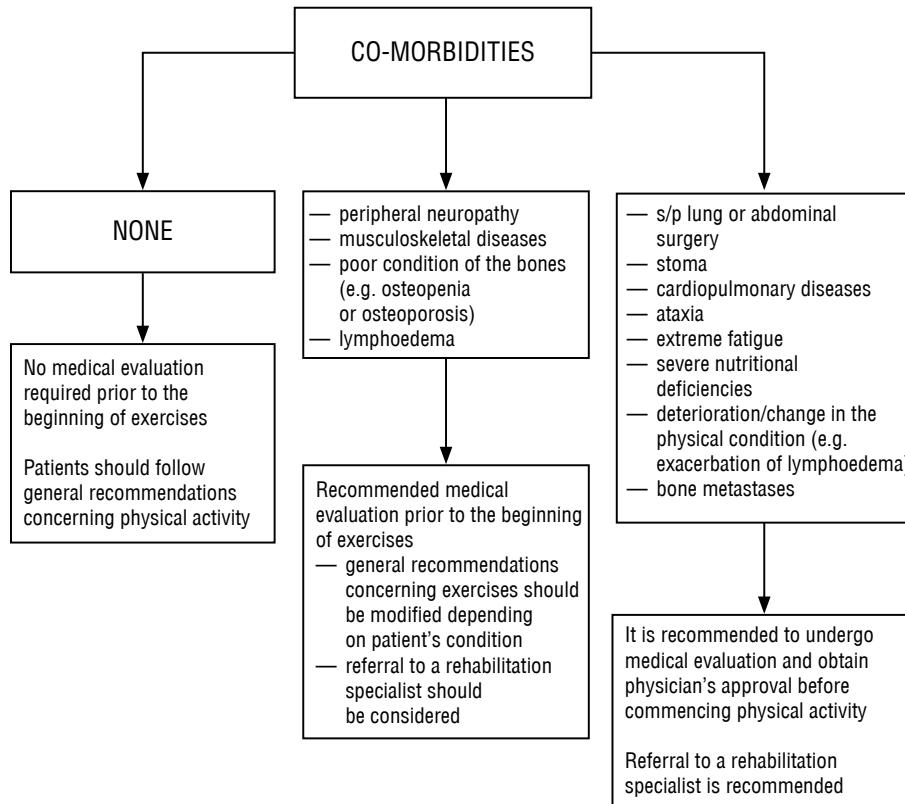 CO-MORBIDITIES
NONE
No medical evaluation
required prior to the
beginning of exercises
Patients should follow
general recommendations
concerning physical activity
— peripheral neuropathy
— musculoskeletal diseases
— poor condition of the bones
(e.g. osteopenia
or osteoporosis)
— lymphoedema
Recommended medical
evaluation prior to the beginning
of exercises
— general recommendations
concerning exercises should
be modified depending
on patient's condition
— referral to a rehabilitation
specialist should
be considered
— s/p lung or abdominal
surgery
— stoma
— cardiopulmonary diseases
— ataxia
— extreme fatigue
— severe nutritional
deficiencies
— deterioration/change in the
physical condition (e.g.
exacerbation of lymphoedema)
— bone metastases
It is recommended to undergo
medical evaluation and obtain
physician's approval before
commencing physical activity
Referral to a rehabilitation
specialist is recommended